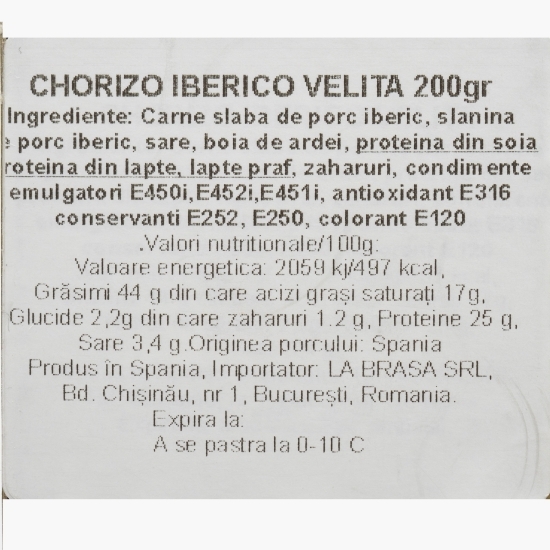 CHORIZO IBERICO VELITA 200gr
Ingrediente: Carne slaba de porc iberic, slanina
porc iberic, sare, boia de ardei, proteina din soia
roteina din lapte, lapte praf, zaharuri, condimente
emulgatori E450i,E452i,E451i, antioxidant E316
conservanti E252, E250, colorant E120
.Valori nutritionale/100g:
Valoare energetica: 2059 kj/497 kcal,
Grăsimi 44 g din care acizi grași saturați 17g,
Glucide 2,2g din care zaharuri 1.2 g, Proteine 25 g,
Sare 3,4 g.Originea porcului: Spania
Produs în Spania, Importator: LA BRASA SRL,
Bd. Chișinău, nr 1, București, Romania.
Expira la:
A se pastra la 0-10 C